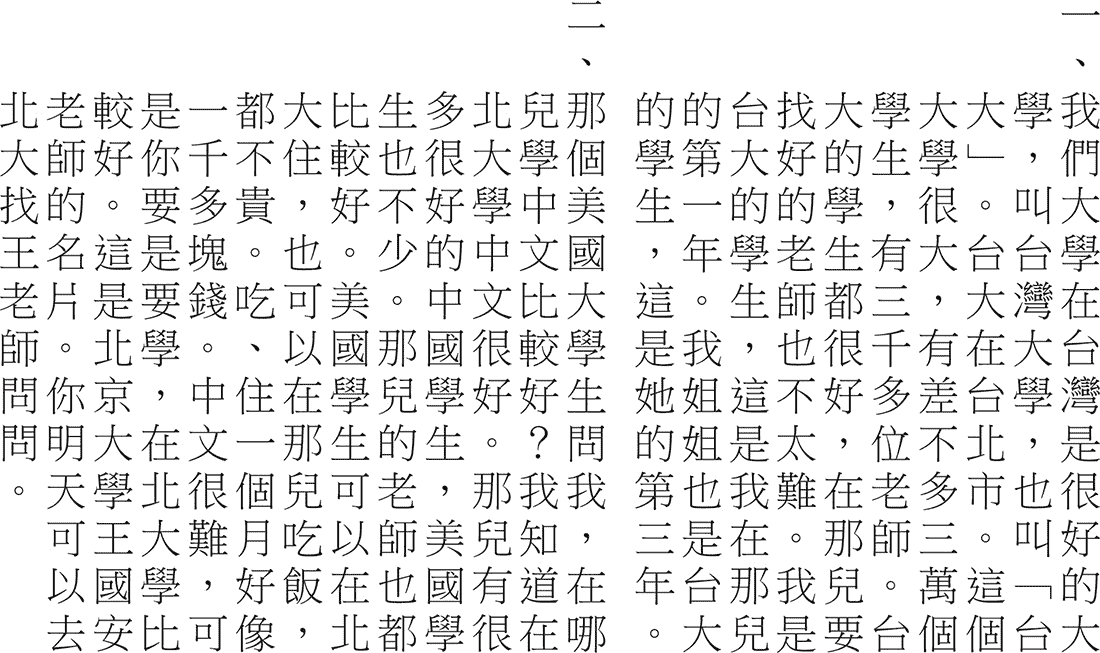 一、我們大學在台灣是很好的大
學，叫台灣大學，也叫「台
大」。台大在台北市。這個
大學很大，有差不多三萬個
學生，有三千多位老師。台
大的學生都很好，在那兒要
找好的老師也不太難。我是
台大的學生，這是我在那兒
的第一年。我姐姐也是台大
的學生，這是她的第三年。
二、那個美國大學生問我，在哪
兒學中文比較好？我知道在
北大學中文很好。那兒有很
多很好的中國學生，美國學
生也不少。那兒的老師也都
比較好。美國學生可以在北
大住，也可以在那兒吃飯，
都不貴。吃、住一個月好像
一千多塊錢。中文很難，可
是你要是要學，在北大學比
較好。這是北京大學王國安
老師的名片。你明天可以去
北大找王老師問問。